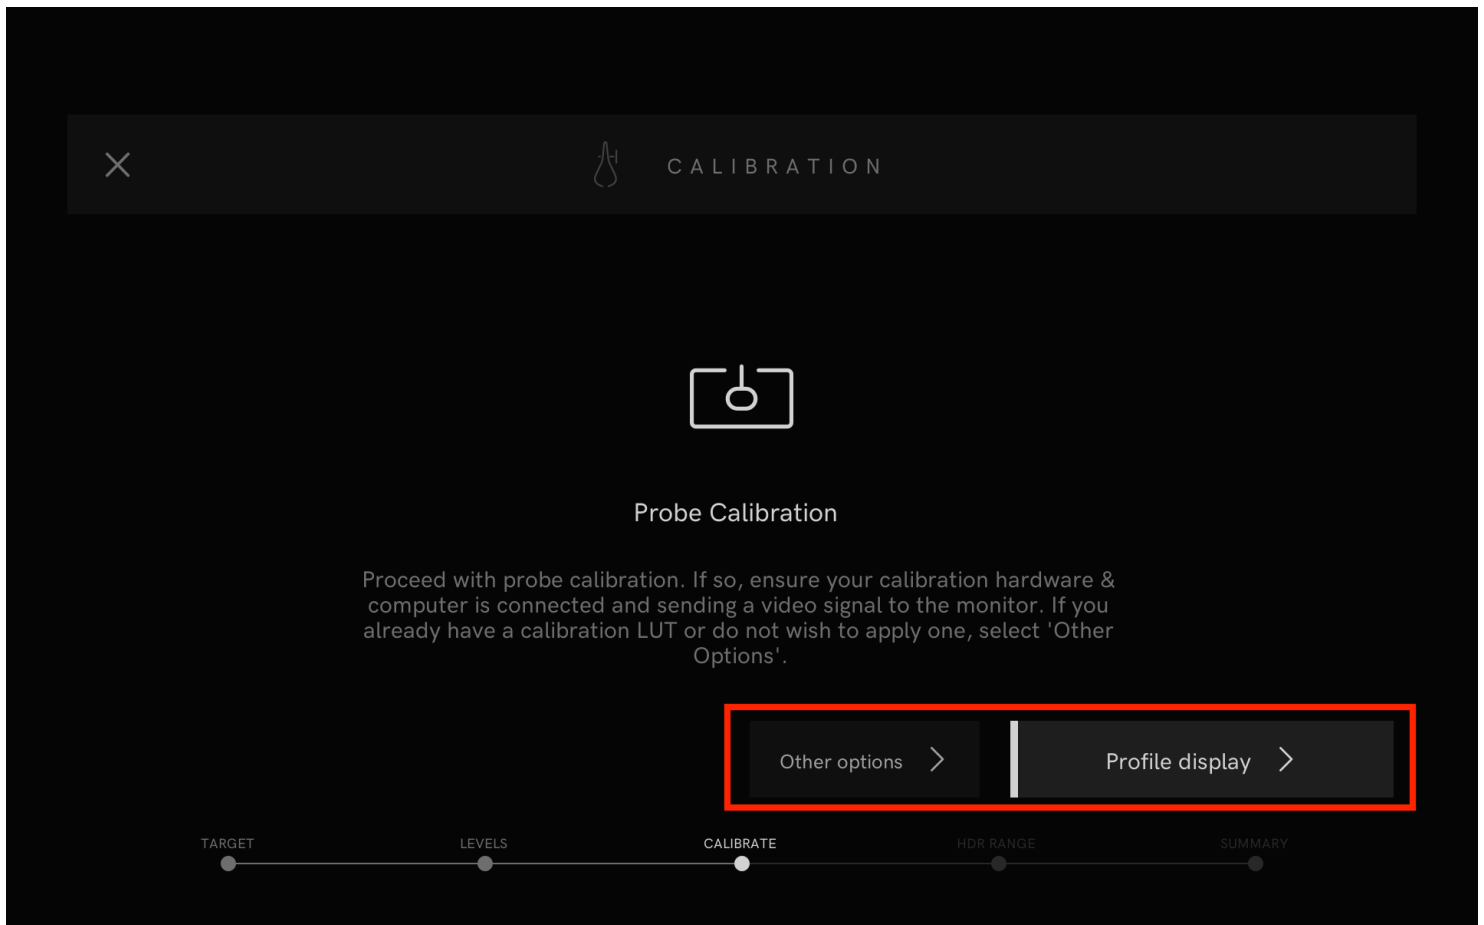 CALIBRATION
Probe Calibration
Proceed with probe calibration. If so, ensure your calibration hardware &
computer is connected and sending a video signal to the monitor. If you
already have a calibration LUT or do not wish to apply one, select 'Other
Options'.
Other options
Profile display
TARGET
LEVELS
CALIBRATE
HDR RANGE
SUMMARY